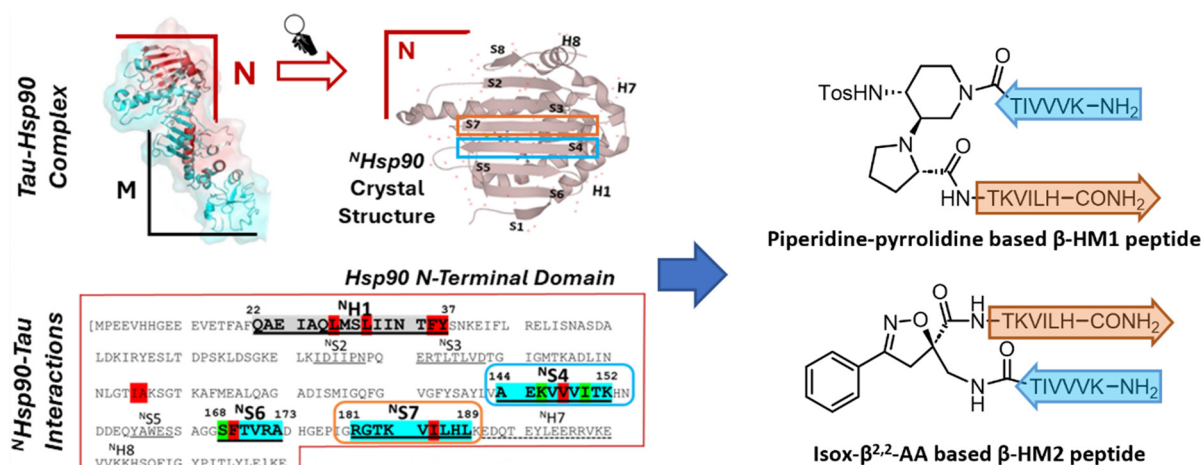 Tau-Hsp90
Complex
N
M
N
S8
H8
S2
S3
H7
S7
S4
S5
S6
H1
S1
NHsp90
Crystal
Structure
TosHN
N
O
TIVVVK-NH2
N
O
HN
TKVILH-CONH2
Piperidine-pyrrolidine based β-HM1 peptide
Hsp90 N-Terminal Domain
NHsp90-Tau
Interactions
22 NH1 37
[MPEEVHHGEE EVETFAFQAE IAQLMSLIIN TFYSNKEIFL RELISNASDA
NS2 NS3
LDKIRYESLT DPSKLDSGKE LKIDIIPNPQ ERTLTLVDTG IGMTKADLIN
144 NS4 152
NLGTIAKSGT KAFMEALQAG ADISMIGQFG VGFYSAYLVA EKVVVITKHN
NS5 168 NS6 173 181 NS7 189 NH7
DDEQYAWESS AGGSFTVRA DHGEPIGRGTK VILHLKEDQT EYLEERRVKE
NH8
VVKKHSQFIG YPITLYLEIKE
N
O
O
H
N
TKVILH-CONH2
N
H
O
TIVVVK-NH2
Isox-β2,2-AA based β-HM2 peptide